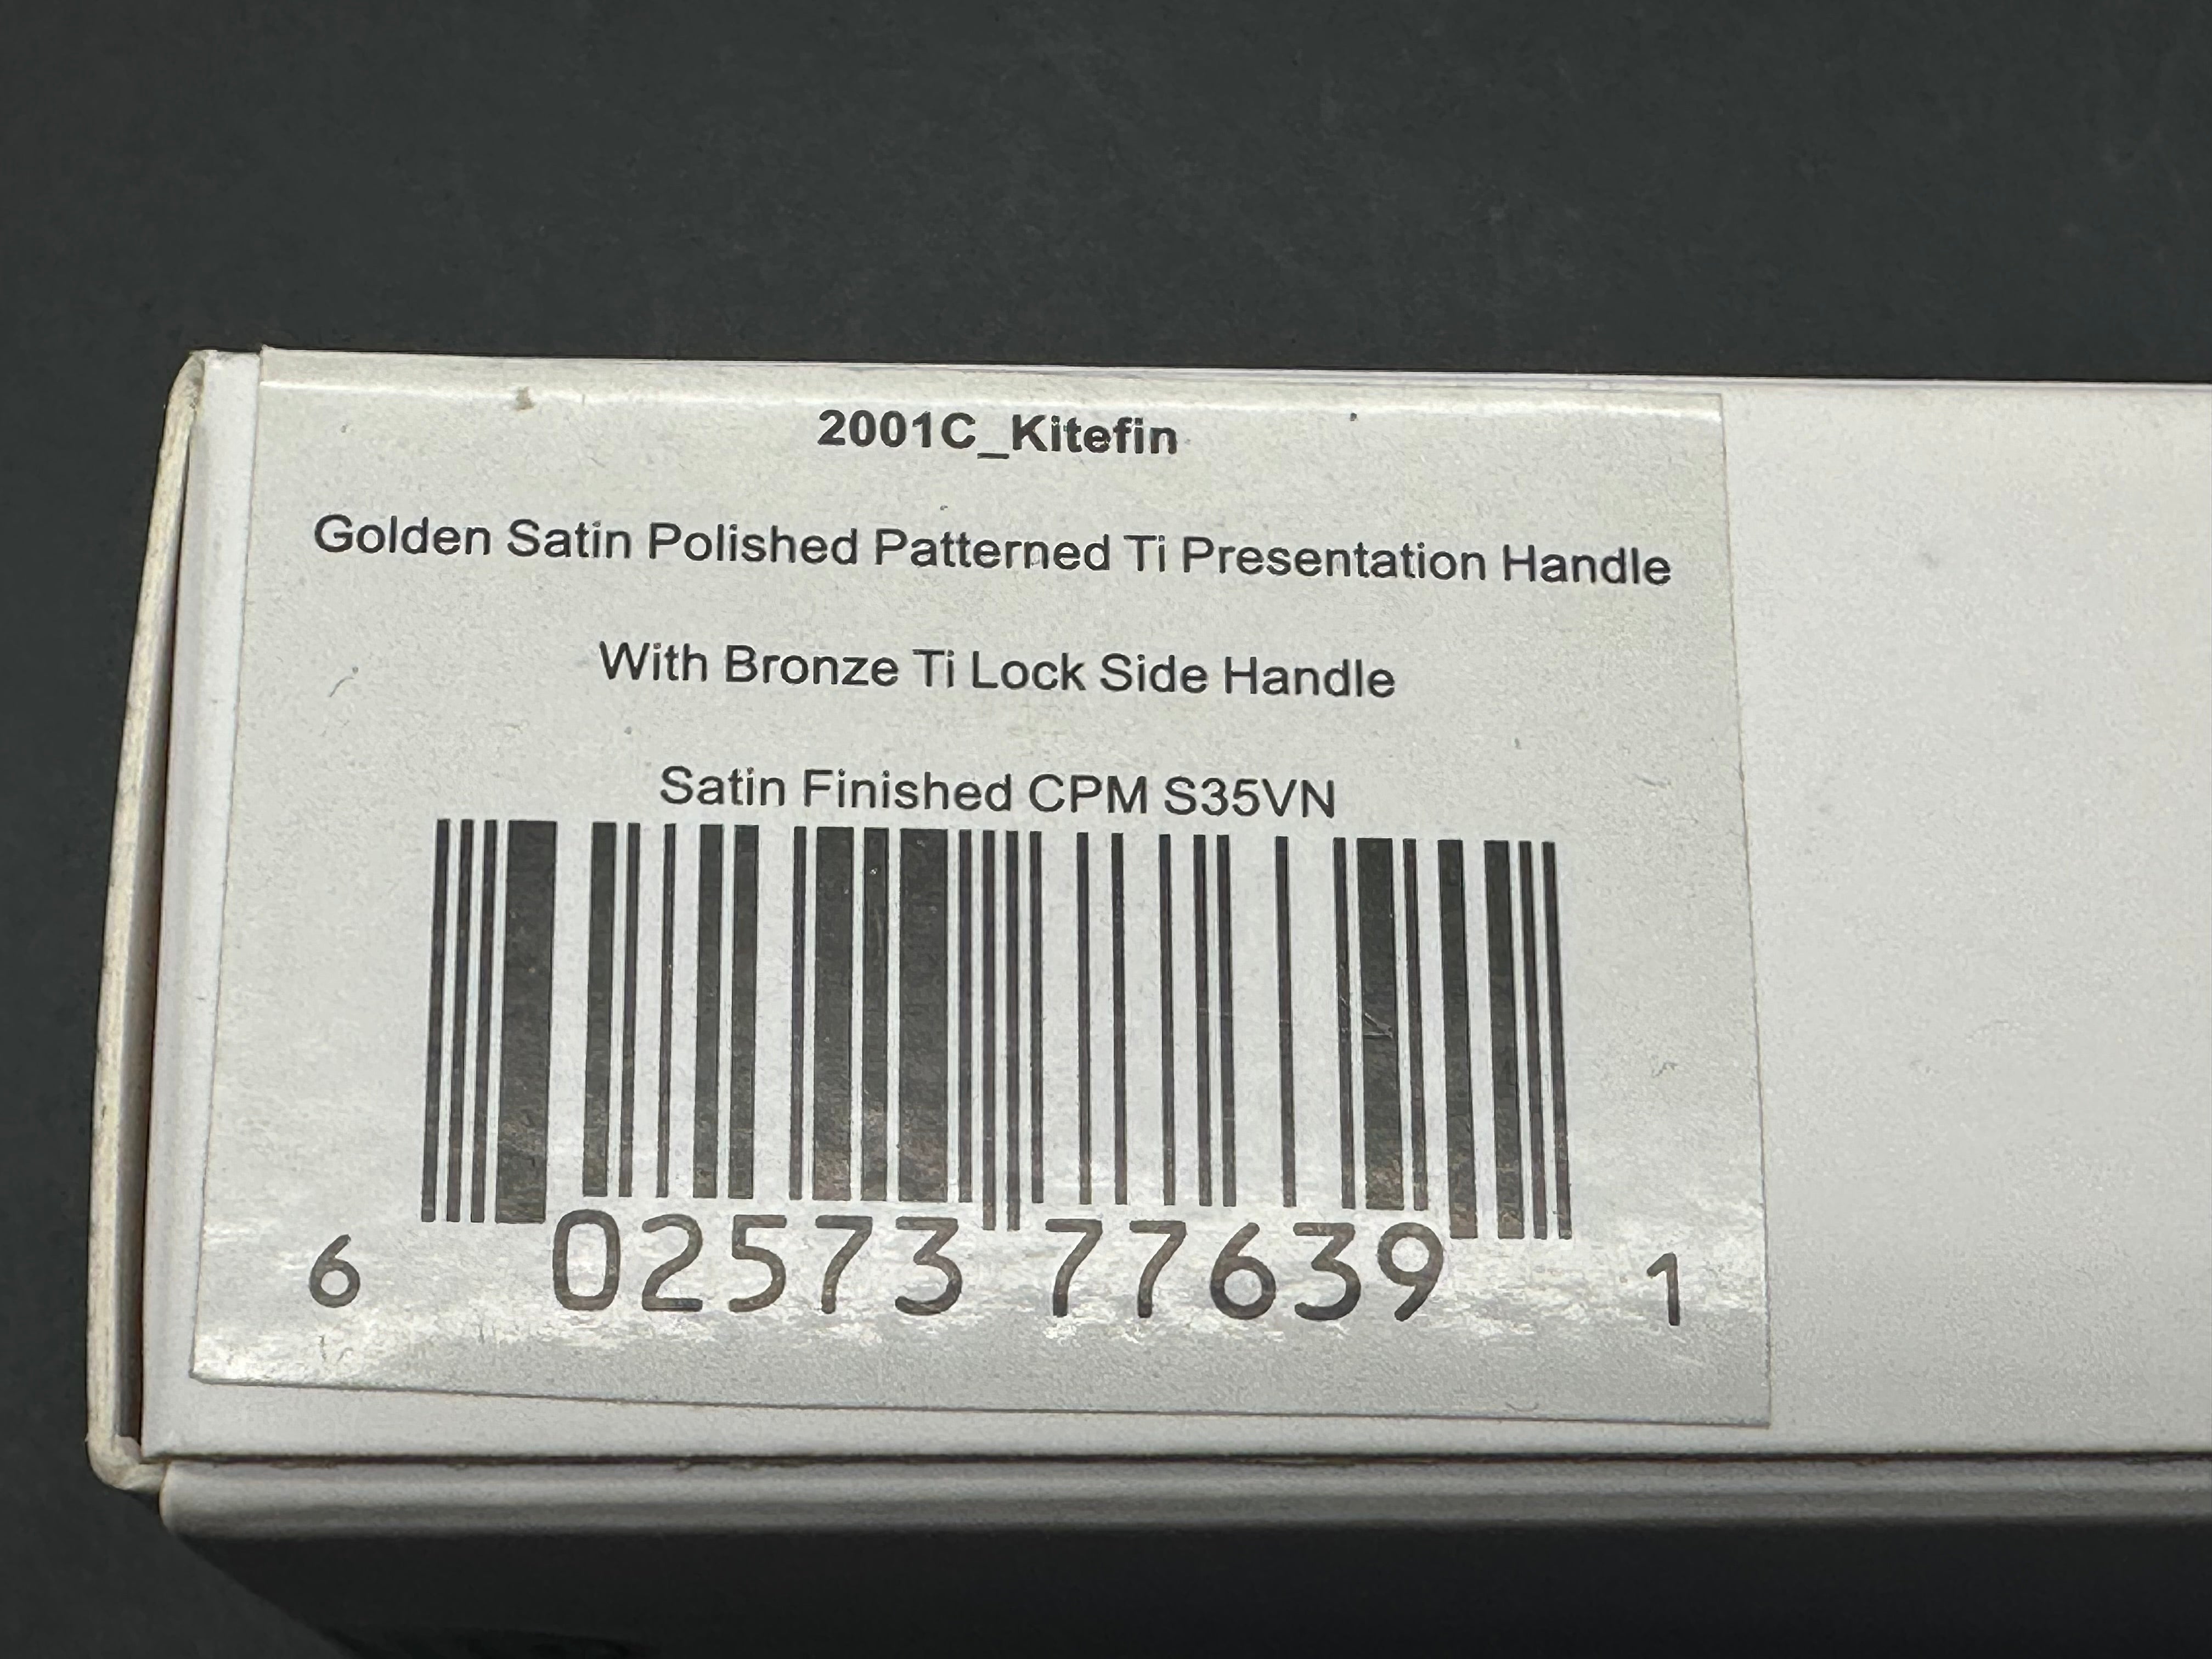 2001C_Kitefin
Golden Satin Polished Patterned Ti Presentation Handle
With Bronze Ti Lock Side Handle
Satin Finished CPM S35VN
6 02573 77639 1